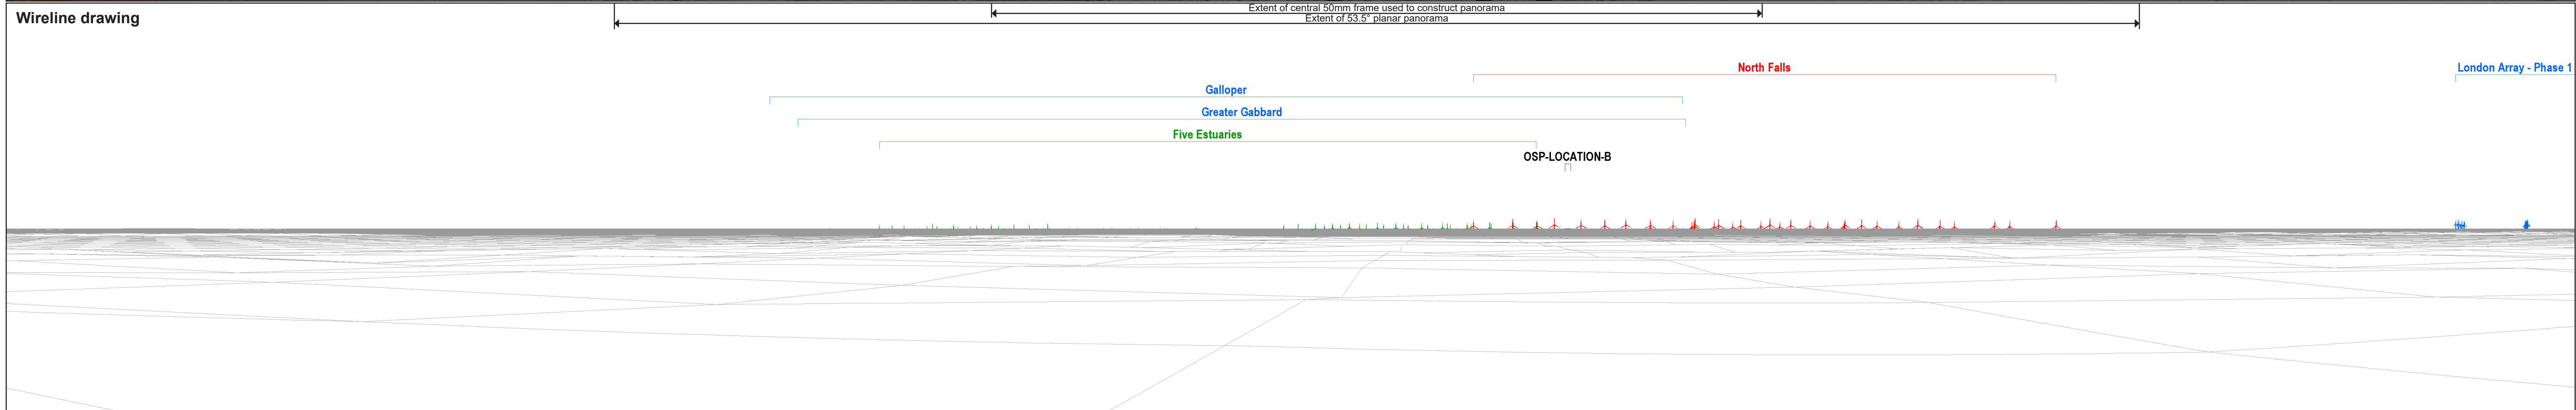 Wireline drawing
Extent of central 50mm frame used to construct panorama
Extent of 53.5° planar panorama
North Falls
London Array - Phase 1
Galloper
Greater Gabbard
Five Estuaries
OSP-LOCATION-B